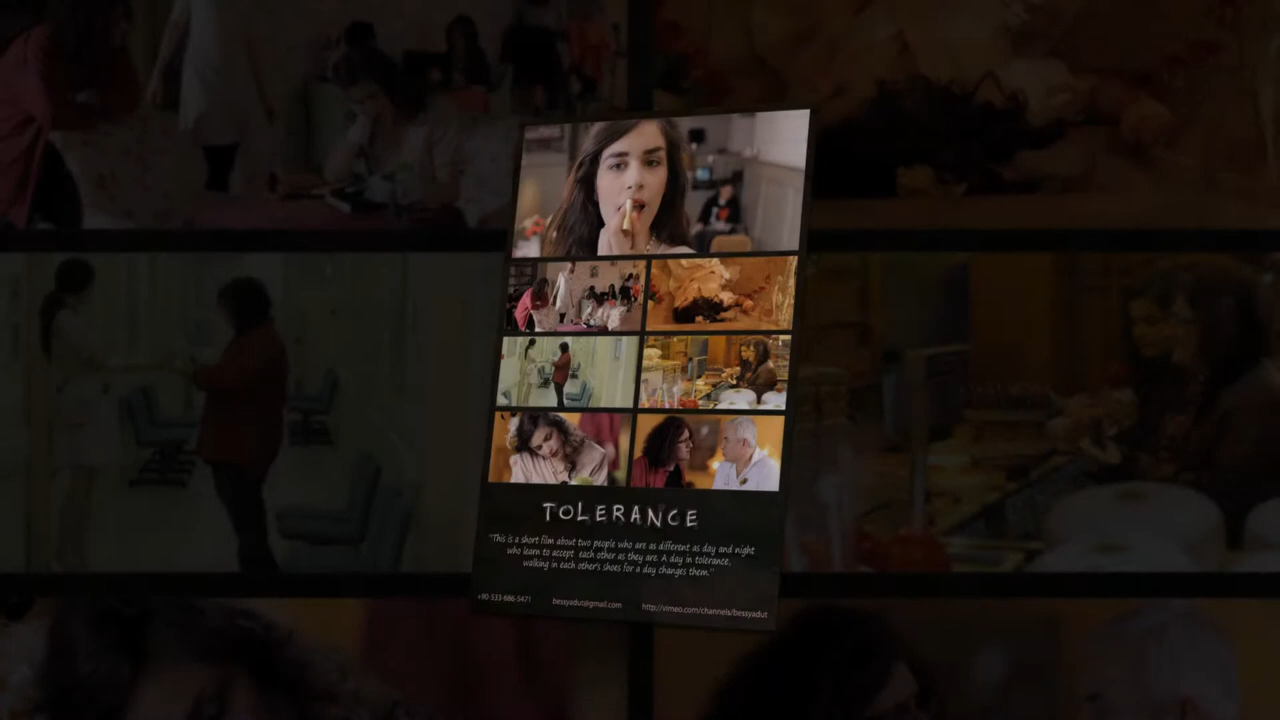 TOLERANCE
"This is a short film about two people who are as different as day and night
who learn to accept each other as they are. A day in tolerance,
walking in each other's shoes for a day changes them."
+90-533-686-5471 bessyadut@gmail.com http://vimeo.com/channels/bessyadut